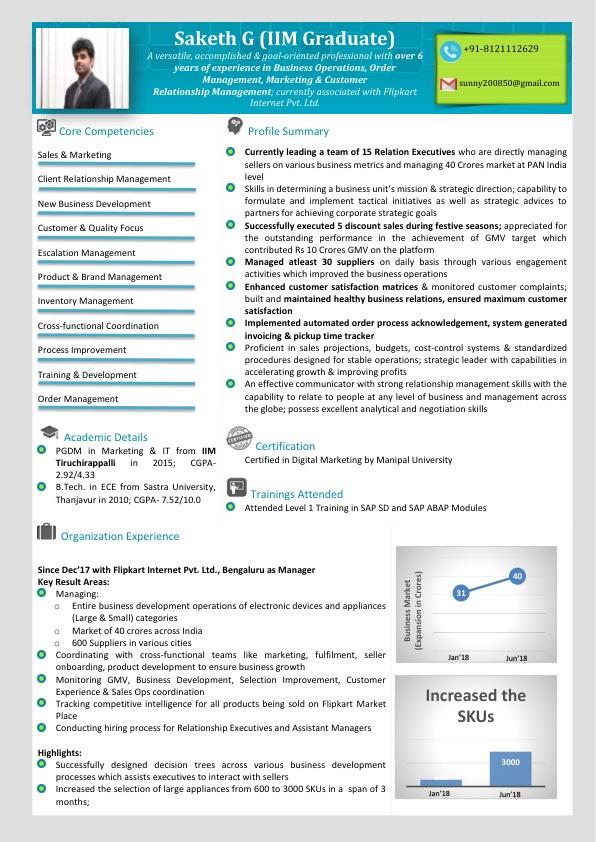 Saketh G (IIM Graduate)
A versatile, accomplished & goal-oriented professional with over 6
years of experience in Business Operations, Order
Management, Marketing & Customer
Relationship Management; currently associated with Flipkart
Internet Pvt. Ltd.
+91-8121112629
sunny200850@gmail.com
Core Competencies
Sales & Marketing
Client Relationship Management
New Business Development
Customer & Quality Focus
Escalation Management
Product & Brand Management
Inventory Management
Cross-functional Coordination
Process Improvement
Training & Development
Order Management
Profile Summary
Currently leading a team of 15 Relation Executives who are directly managing
sellers on various business metrics and managing 40 Crores market at PAN India
level
Skills in determining a business unit's mission & strategic direction; capability to
formulate and implement tactical initiatives as well as strategic advices to
partners for achieving corporate strategic goals
Successfully executed 5 discount sales during festive seasons; appreciated for
the outstanding performance in the achievement of GMV target which
contributed Rs 10 Crores GMV on the platform
Managed atleast 30 suppliers on daily basis through various engagement
activities which improved the business operations
Enhanced customer satisfaction matrices & monitored customer complaints;
built and maintained healthy business relations, ensured maximum customer
satisfaction
Implemented automated order process acknowledgement, system generated
invoicing & pickup time tracker
Proficient in sales projections, budgets, cost-control systems & standardized
procedures designed for stable operations; strategic leader with capabilities in
accelerating growth & improving profits
An effective communicator with strong relationship management skills with the
capability to relate to people at any level of business and management across
the globe; possess excellent analytical and negotiation skills
Academic Details
PGDM in Marketing & IT from IIM
Tiruchirappalli in 2015; CGPA-
2.92/4.33
B.Tech. in ECE from Sastra University,
Thanjavur in 2010; CGPA- 7.52/10.0
CERTIFIED
Certification
Certified in Digital Marketing by Manipal University
Trainings Attended
Attended Level 1 Training in SAP SD and SAP ABAP Modules
Organization Experience
Since Dec'17 with Flipkart Internet Pvt. Ltd., Bengaluru as Manager
Key Result Areas:
Managing:
o Entire business development operations of electronic devices and appliances
(Large & Small) categories
o Market of 40 crores across India
o 600 Suppliers in various cities
Coordinating with cross-functional teams like marketing, fulfilment, seller
onboarding, product development to ensure business growth
Monitoring GMV, Business Development, Selection Improvement, Customer
Experience & Sales Ops coordination
Tracking competitive intelligence for all products being sold on Flipkart Market
Place
Conducting hiring process for Relationship Executives and Assistant Managers
Highlights:
Successfully designed decision trees across various business development
processes which assists executives to interact with sellers
Increased the selection of large appliances from 600 to 3000 SKUs in a span of 3
months;
Business Market
(Expansion in Crores)
31
40
Jan'18 Jun'18
Increased the
SKUs
600
3000
Jan'18 Jun'18